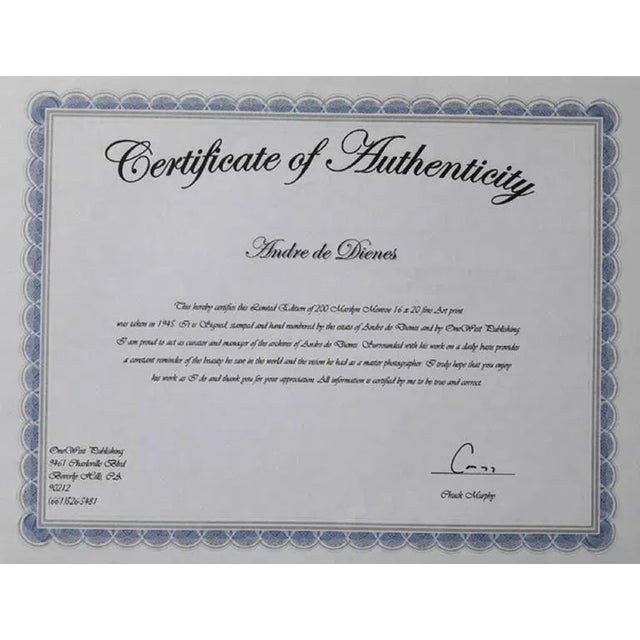 Certificate of Authenticity
Andre de Dienes
This hereby certifies this Limited Edition of 200 Marilyn Monroe 16 x 20 fine Art print
was taken in 1945. It is Signed, stamped and hand numbered by the estate of Andre de Dienes and by OneWest Publishing.
I am proud to act as curator and manager of the archives of Andre de Dienes. Surrounded with his work on a daily basis provides
a constant reminder of the beauty he saw in the world and the vision he had as a master photographer. I truly hope that you enjoy
his work as I do and thank you for your appreciation. All information is certified by me to be true and correct.
OneWest Publishing
9461 Charleville Blvd
Beverly Hills, CA
90212
(661)526-5481
Chuck Murphy